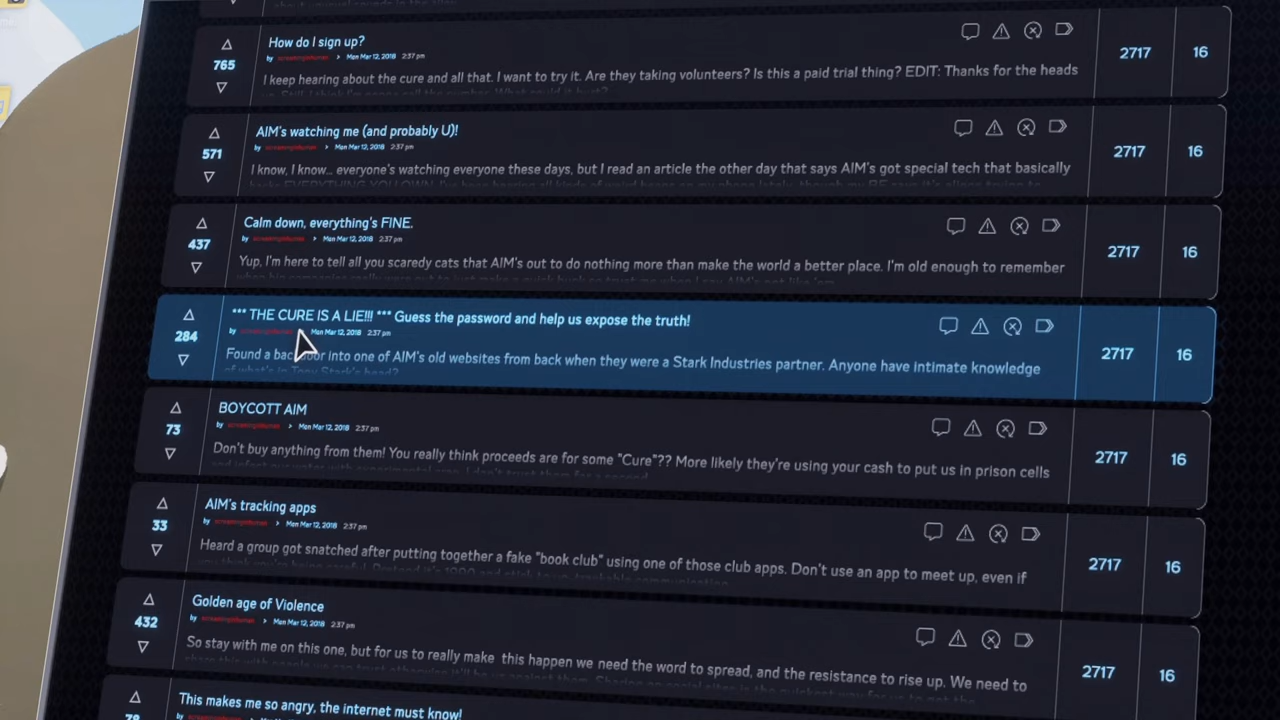 How do I sign up?
765
by screamingintohuman > Mon Mar 12, 2018 2:37 pm
I keep hearing about the cure and all that. I want to try it. Are they taking volunteers? Is this a paid trial thing? EDIT: Thanks for the heads
2717 16
AIM's watching me (and probably U)!
571
by > Mon Mar 12, 2018 2:37 pm
I know, I know... everyone's watching everyone these days, but I read an article the other day that says AIM's got special tech that basically
2717 16
Calm down, everything's FINE.
437
by > Mon Mar 12, 2018 2:37 pm
Yup, I'm here to tell all you scaredy cats that AIM's out to do nothing more than make the world a better place. I'm old enough to remember
2717 16
*** THE CURE IS A LIE!!! *** Guess the password and help us expose the truth!
284
by > Mon Mar 12, 2018 2:37 pm
Found a backdoor into one of AIM's old websites from back when they were a Stark Industries partner. Anyone have intimate knowledge
of what's in Tony Stark's head?
2717 16
BOYCOTT AIM
73
by > Mon Mar 12, 2018 2:37 pm
Don't buy anything from them! You really think proceeds are for some "Cure"?? More likely they're using your cash to put us in prison cells
2717 16
AIM's tracking apps
33
by > Mon Mar 12, 2018 2:37 pm
Heard a group got snatched after putting together a fake "book club" using one of those club apps. Don't use an app to meet up, even if
2717 16
Golden age of Violence
432
by > Mon Mar 12, 2018 2:37 pm
So stay with me on this one, but for us to really make this happen we need the word to spread, and the resistance to rise up. We need to
2717 16
This makes me so angry, the internet must know!